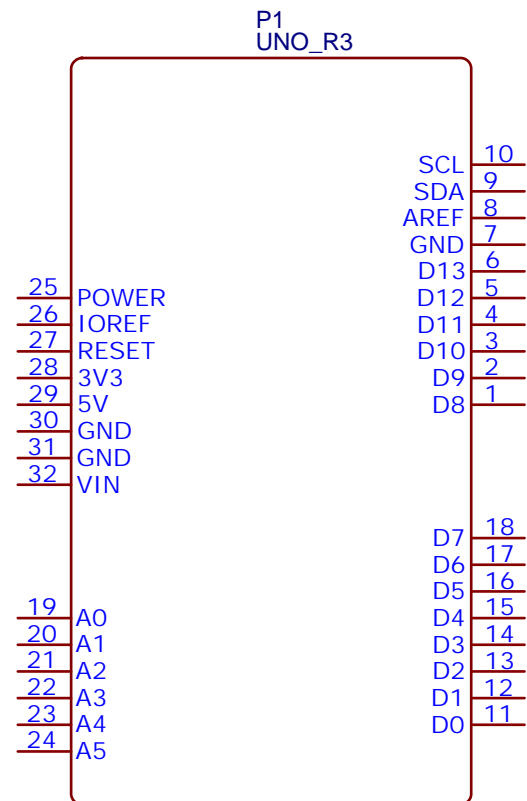 P1
UNO_R3
SCL 10
SDA 9
AREF 8
GND 7
D13 6
25 POWER D12 5
26 IOREF D11 4
27 RESET D10 3
28 3V3 D9 2
29 5V D8 1
30 GND
31 GND
32 VIN
D7 18
D6 17
D5 16
19 A0 D4 15
20 A1 D3 14
21 A2 D2 13
22 A3 D1 12
23 A4 D0 11
24 A5